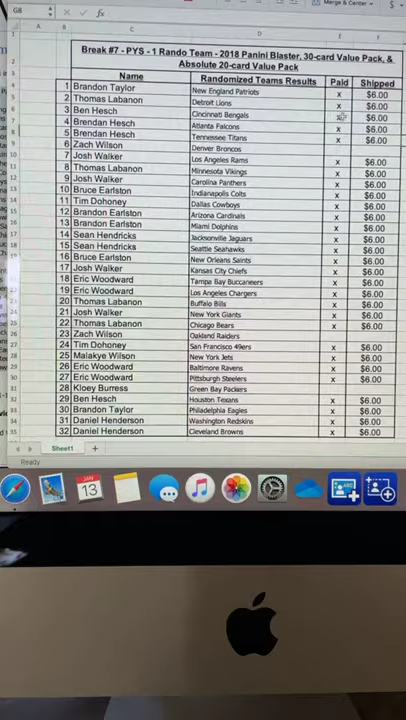 Merge & Center
G8
fx
A B C D E F
Break #7 - PYS - 1 Rando Team - 2018 Panini Blaster, 30-card Value Pack, &
Absolute 20-card Value Pack
Name Randomized Teams Results Paid Shipped
1 Brandon Taylor New England Patriots x $6.00
2 Thomas Labanon Detroit Lions x $6.00
3 Ben Hesch Cincinnati Bengals x $6.00
4 Brendan Hesch Atlanta Falcons x $6.00
5 Brendan Hesch Tennessee Titans x $6.00
6 Zach Wilson Denver Broncos
7 Josh Walker Los Angeles Rams x $6.00
8 Thomas Labanon Minnesota Vikings x $6.00
9 Josh Walker Carolina Panthers x $6.00
10 Bruce Earlston Indianapolis Colts x $6.00
11 Tim Dohoney Dallas Cowboys x $6.00
12 Brandon Earlston Arizona Cardinals x $6.00
13 Brandon Earlston Miami Dolphins x $6.00
14 Sean Hendricks Jacksonville Jaguars x $6.00
15 Sean Hendricks Seattle Seahawks x $6.00
16 Bruce Earlston New Orleans Saints x $6.00
17 Josh Walker Kansas City Chiefs x $6.00
18 Eric Woodward Tampa Bay Buccaneers x $6.00
19 Eric Woodward Los Angeles Chargers x $6.00
20 Thomas Labanon Buffalo Bills x $6.00
21 Josh Walker New York Giants x $6.00
22 Thomas Labanon Chicago Bears x $6.00
23 Zach Wilson Oakland Raiders
24 Tim Dohoney San Francisco 49ers x $6.00
25 Malakye Wilson New York Jets x $6.00
26 Eric Woodward Baltimore Ravens x $6.00
27 Eric Woodward Pittsburgh Steelers x $6.00
28 Kloey Burress Green Bay Packers
29 Ben Hesch Houston Texans x $6.00
30 Brandon Taylor Philadelphia Eagles x $6.00
31 Daniel Henderson Washington Redskins x $6.00
32 Daniel Henderson Cleveland Browns x $6.00
Sheet1 +
Ready
JAN
13